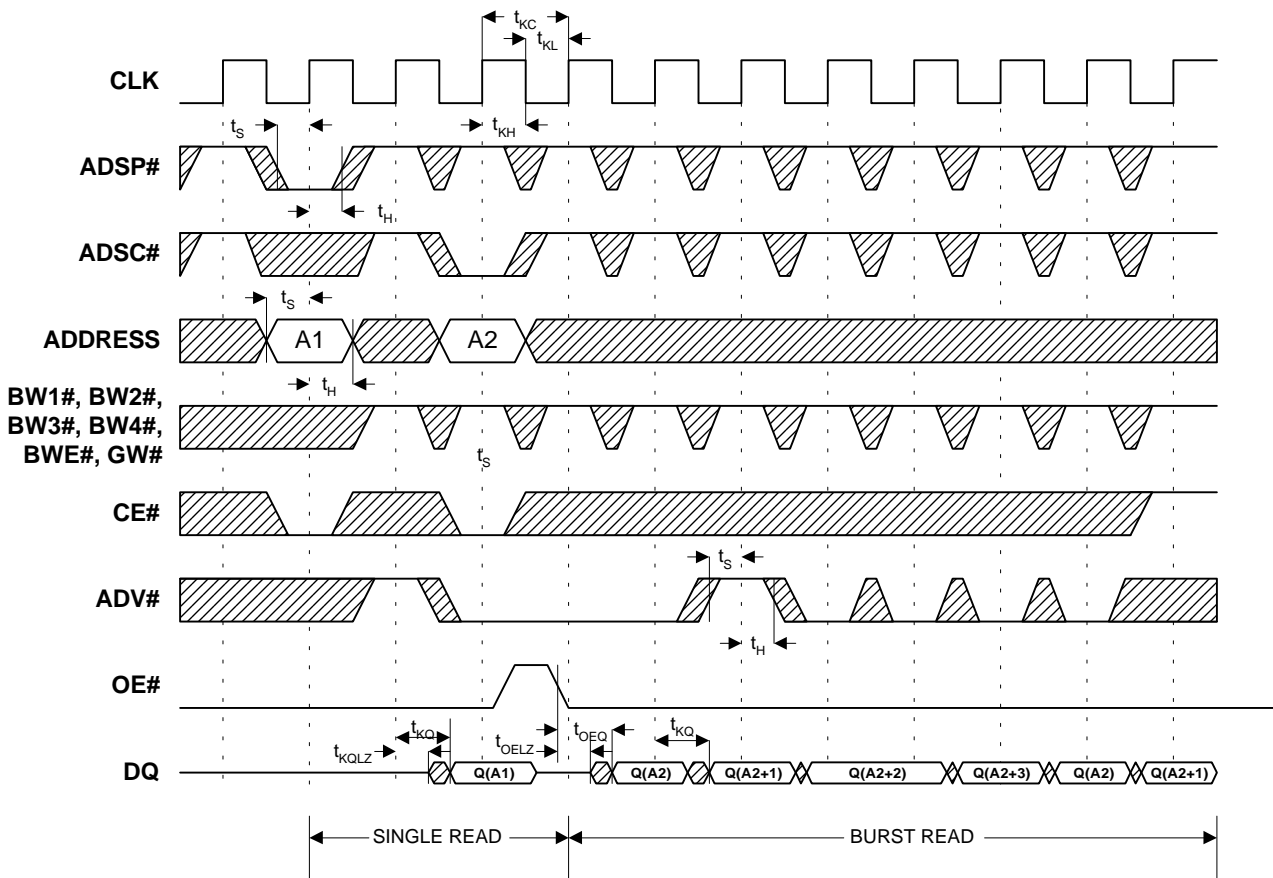 tKC
tKL
CLK
tS
tKH
ADSP#
tH
ADSC#
tS
ADDRESS
A1
A2
tH
BW1#, BW2#,
BW3#, BW4#,
BWE#, GW#
tS
CE#
tS
ADV#
tH
OE#
tKQ
tOEQ
tKQ
tKQLZ
tOELZ
DQ
Q(A1)
Q(A2)
Q(A2+1)
Q(A2+2)
Q(A2+3)
Q(A2)
Q(A2+1)
SINGLE READ
BURST READ